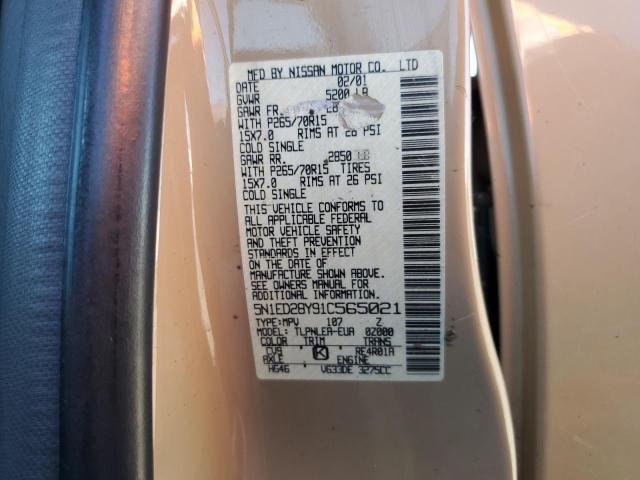 MFD BY NISSAN MOTOR CO. LTD
DATE 02/01
GVWR 5200 LB
GAWR FR. LB
WITH P265/70R15
15X7.0 RIMS AT 26 PSI
COLD SINGLE
GAWR RR. 2850 LB
WITH P265/70R15 TIRES
15X7.0 RIMS AT 26 PSI
COLD SINGLE
THIS VEHICLE CONFORMS TO
ALL APPLICABLE FEDERAL
MOTOR VEHICLE SAFETY
AND THEFT PREVENTION
STANDARDS IN EFFECT
ON THE DATE OF
MANUFACTURE SHOWN ABOVE.
SEE OWNERS MANUAL FOR
ADDITIONAL INFORMATION.
5N1ED28Y91C565021
TYPE:MPV 107 Z
MODEL: TLPNLEA-EUA 02000
COLOR TRIM TRANS
CV9 K RE4R01A
AXLE ENGINE
HG46 VG33DE 3275CC